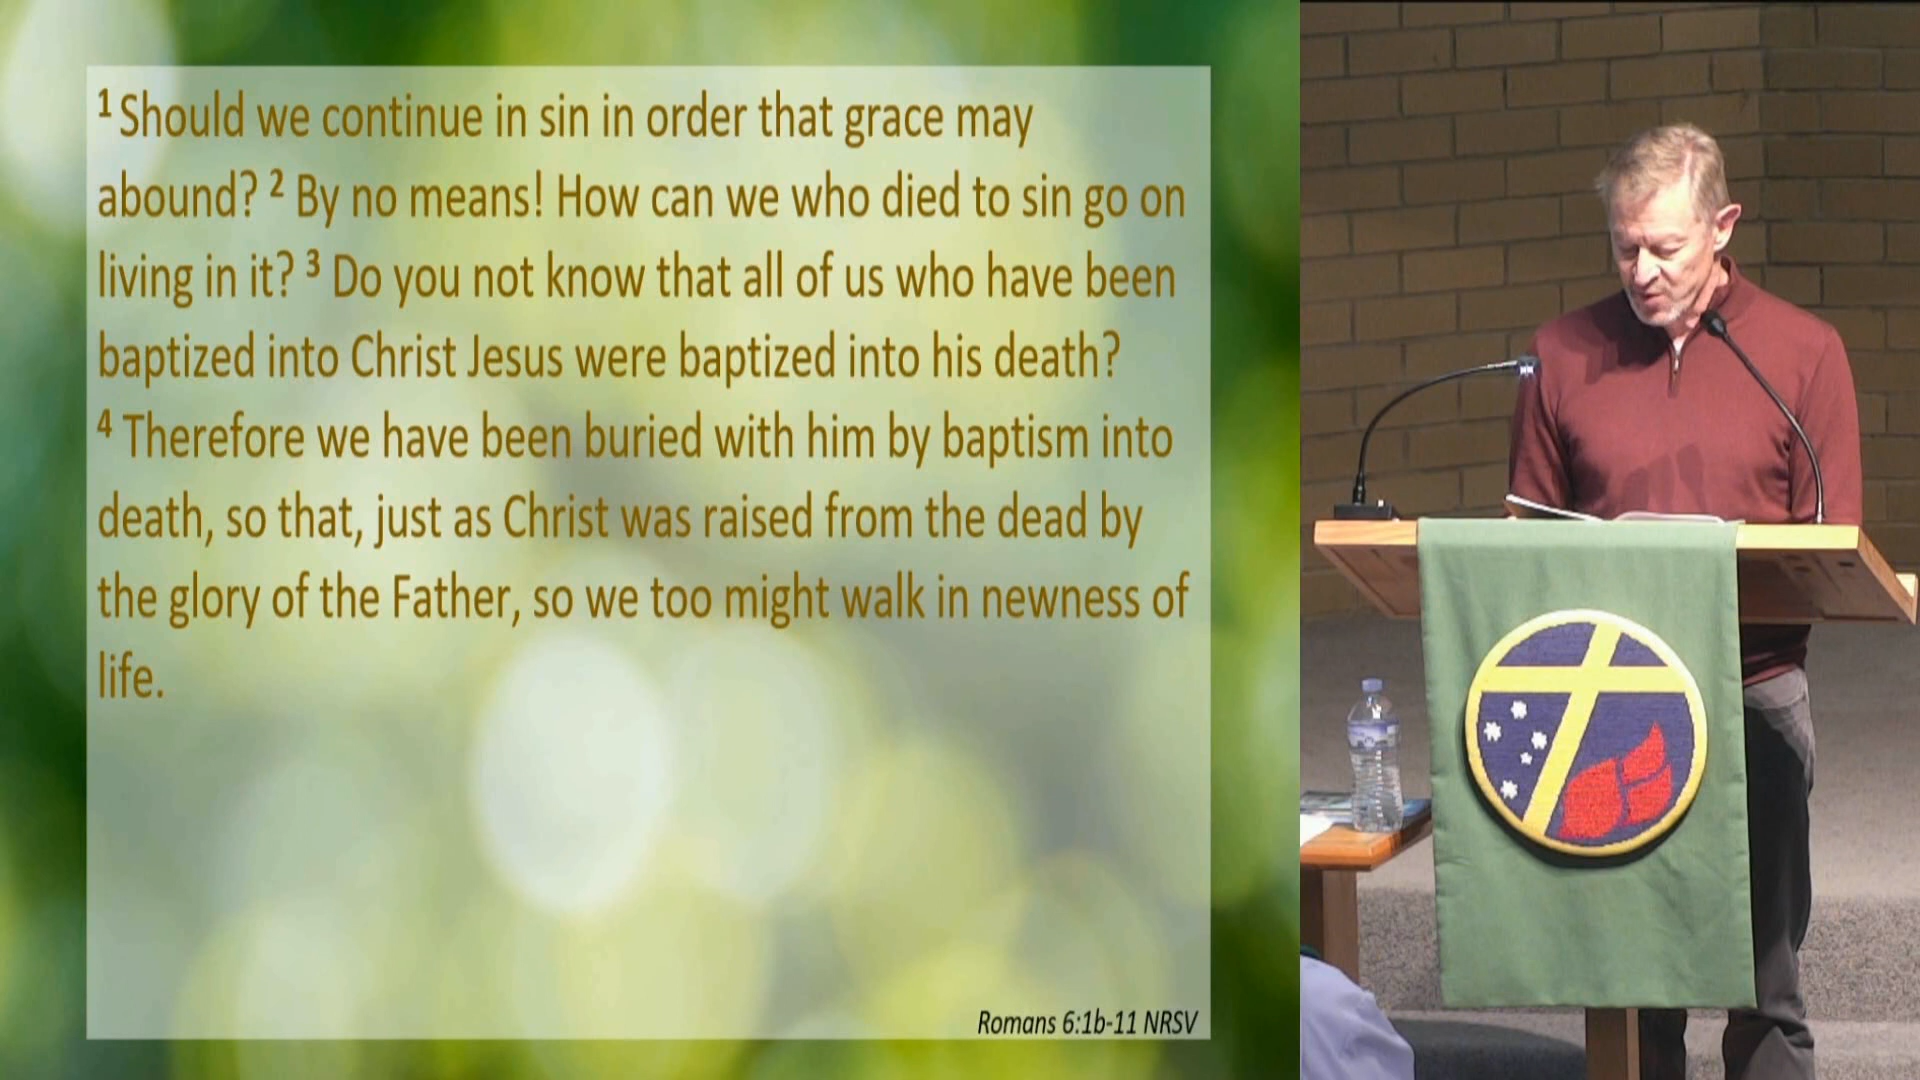 ¹ Should we continue in sin in order that grace may
abound? ² By no means! How can we who died to sin go on
living in it? ³ Do you not know that all of us who have been
baptized into Christ Jesus were baptized into his death?
⁴ Therefore we have been buried with him by baptism into
death, so that, just as Christ was raised from the dead by
the glory of the Father, so we too might walk in newness of
life.
Romans 6:1b-11 NRSV